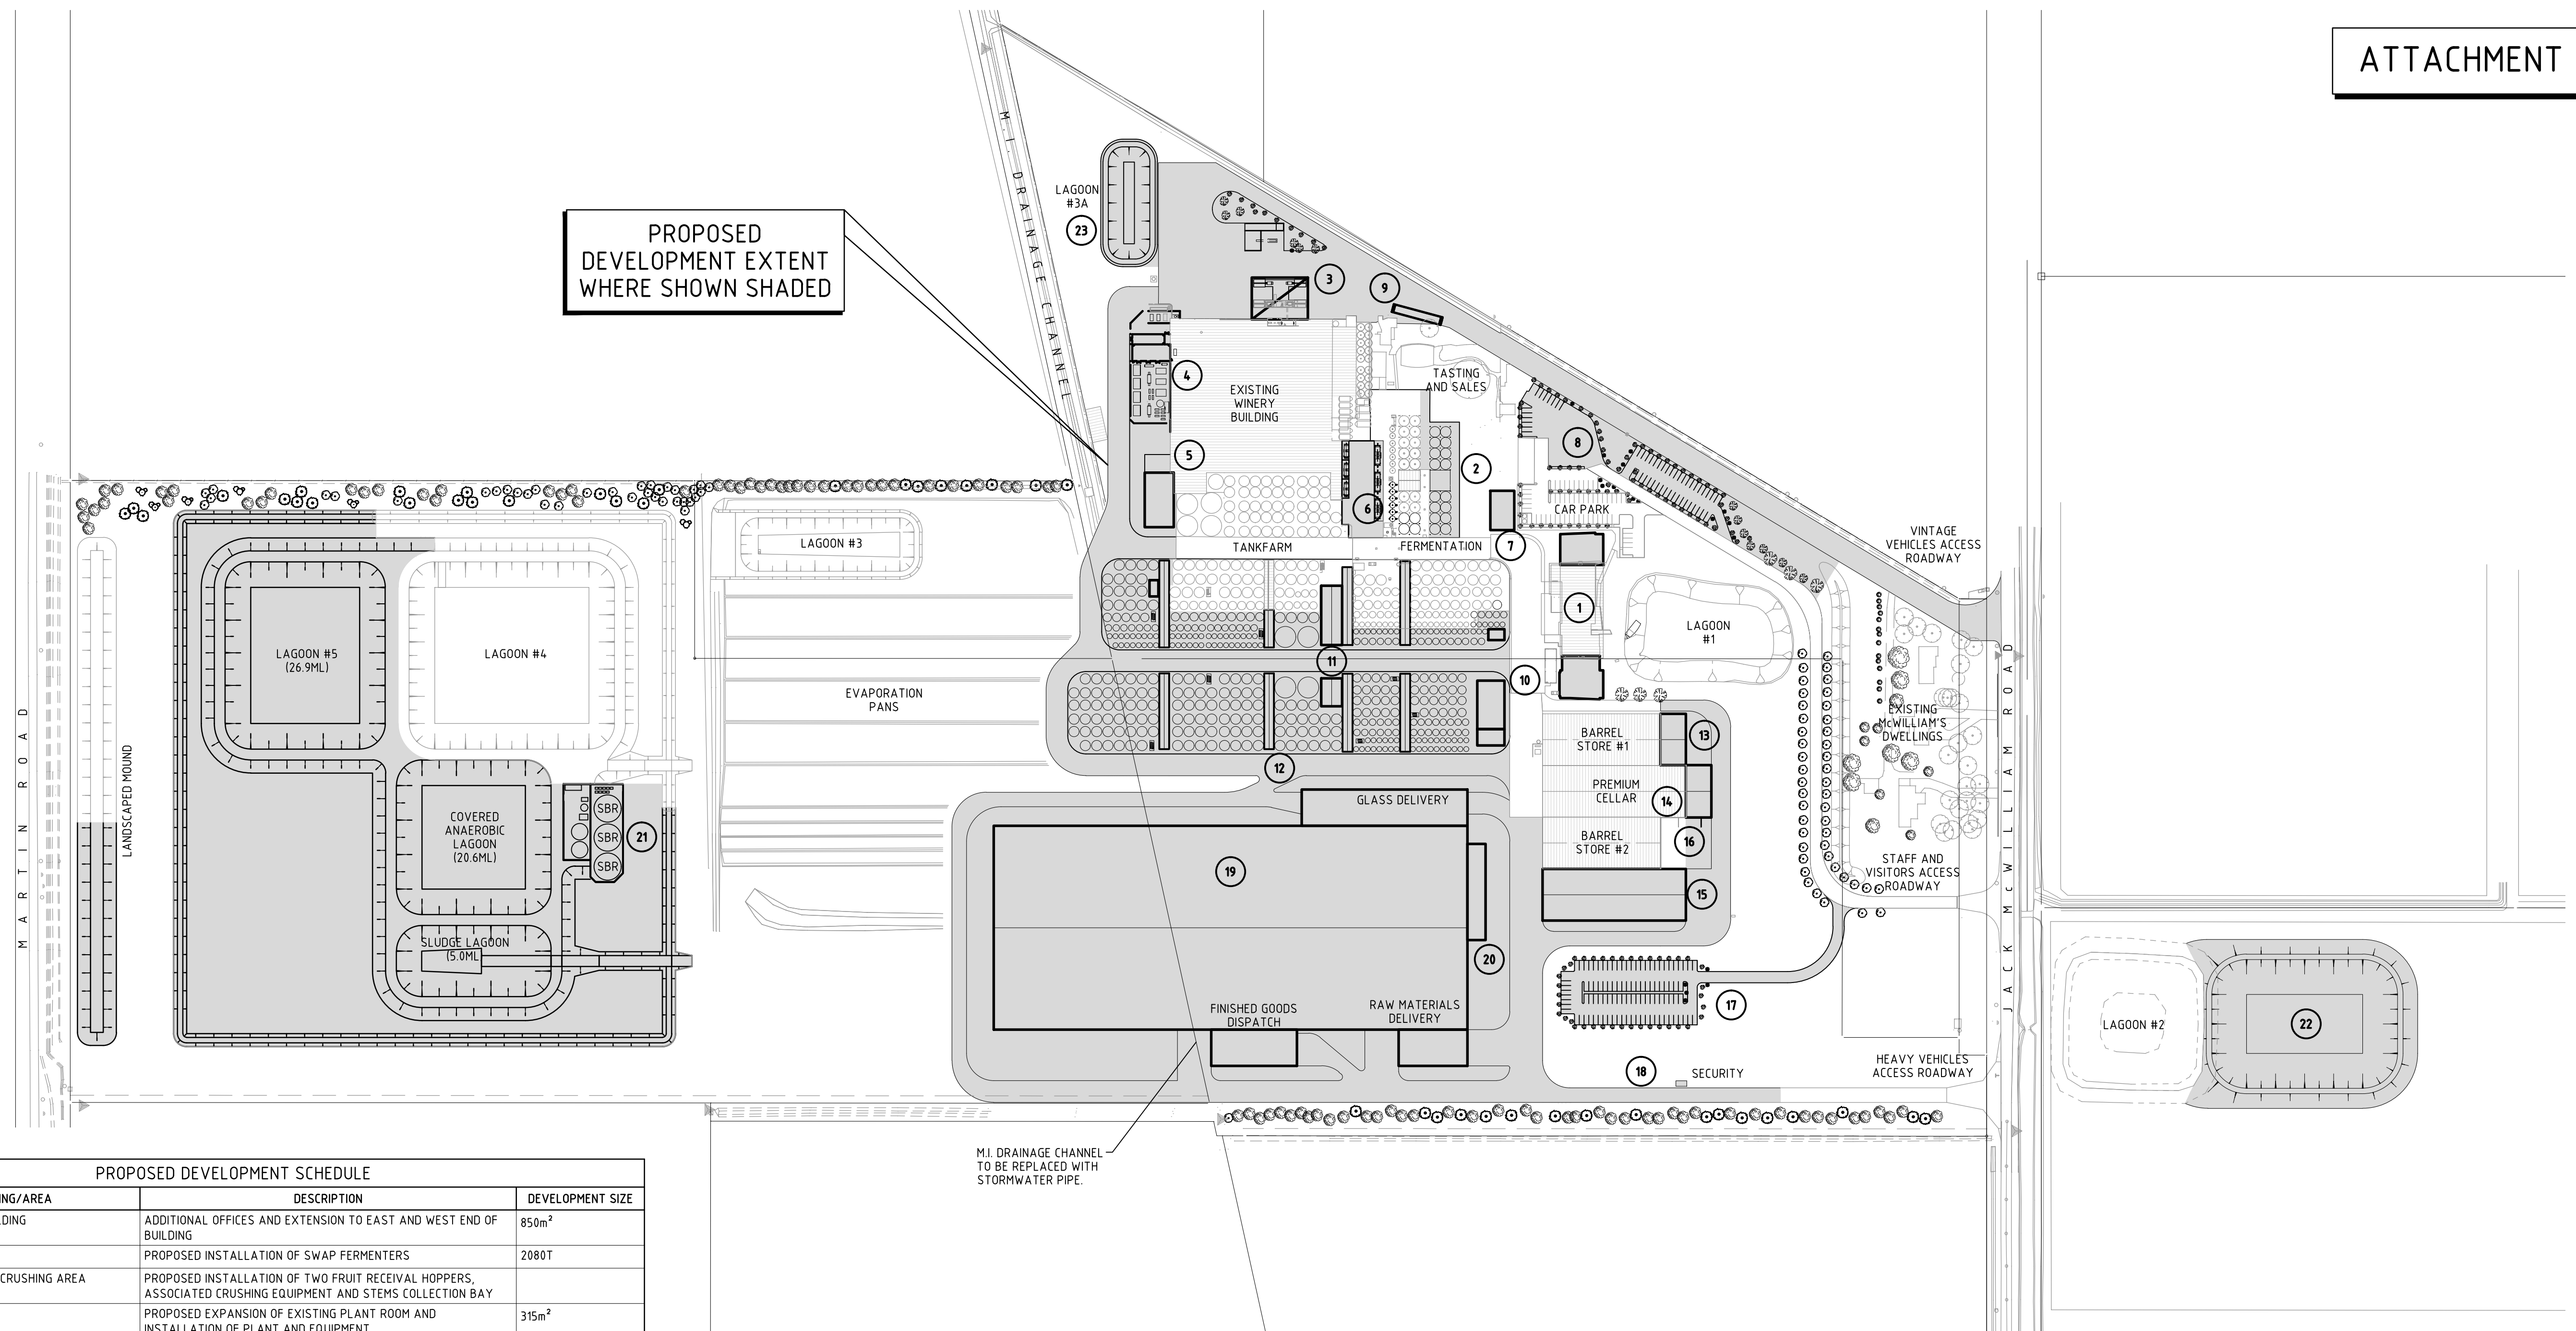 ATTACHMENT
PROPOSED
DEVELOPMENT EXTENT
WHERE SHOWN SHADED
M.I. DRAINAGE CHANNEL
LAGOON
#3A
23
3
9
4
EXISTING
WINERY
BUILDING
TASTING
AND SALES
8
5
2
6
CAR PARK
7
TANKFARM
FERMENTATION
VINTAGE
VEHICLES ACCESS
ROADWAY
LAGOON #3
1
LAGOON
#1
LAGOON #5
(26.9ML)
LAGOON #4
11
10
EVAPORATION
PANS
EXISTING
McWILLIAM'S
DWELLINGS
MARTIN ROAD
JACK McWILLIAM ROAD
LANDSCAPED MOUND
BARREL
STORE #1
13
12
PREMIUM
CELLAR
14
GLASS DELIVERY
COVERED
ANAEROBIC
LAGOON
(20.6ML)
SBR
SBR
SBR
21
BARREL
STORE #2
16
19
15
STAFF AND
VISITORS ACCESS
ROADWAY
SLUDGE LAGOON
(5.0ML
20
17
FINISHED GOODS
DISPATCH
RAW MATERIALS
DELIVERY
LAGOON #2
22
18
SECURITY
HEAVY VEHICLES
ACCESS ROADWAY
M.I. DRAINAGE CHANNEL
TO BE REPLACED WITH
STORMWATER PIPE.
PROPOSED DEVELOPMENT SCHEDULE
NG/AREA DESCRIPTION DEVELOPMENT SIZE
DING ADDITIONAL OFFICES AND EXTENSION TO EAST AND WEST END OF 850m²
BUILDING
PROPOSED INSTALLATION OF SWAP FERMENTERS 2080T
CRUSHING AREA PROPOSED INSTALLATION OF TWO FRUIT RECEIVAL HOPPERS,
ASSOCIATED CRUSHING EQUIPMENT AND STEMS COLLECTION BAY
PROPOSED EXPANSION OF EXISTING PLANT ROOM AND 315m²
INSTALLATION OF PLANT AND EQUIPMENT